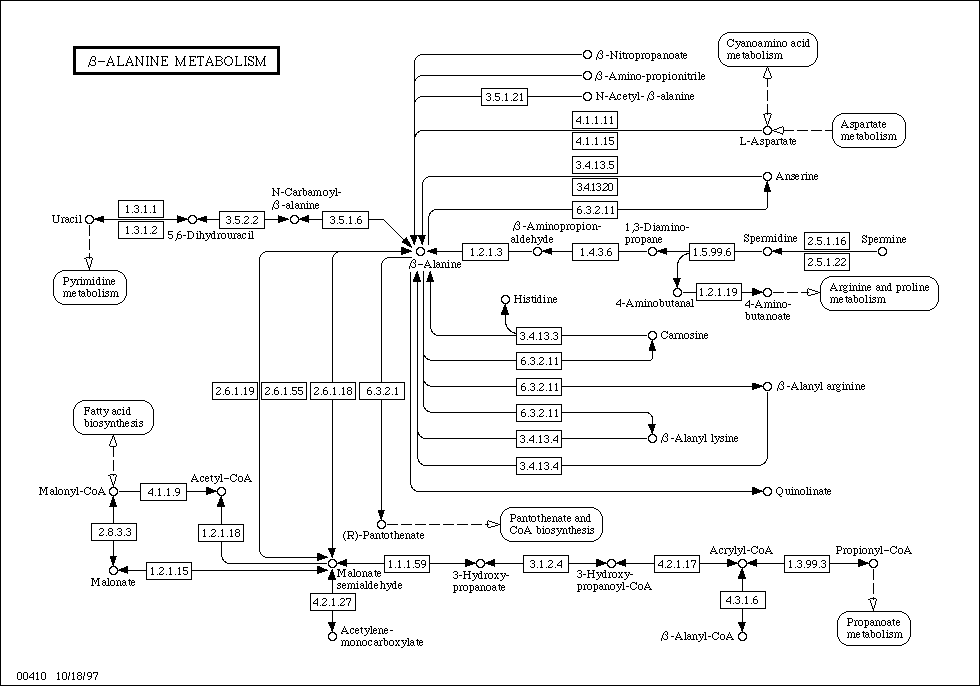 β-ALANINE METABOLISM
β-Nitropropanoate
β-Amino-propionitrile
3.5.1.21
N-Acetyl-β-alanine
Cyanoamino acid
metabolism
4.1.1.11
4.1.1.15
L-Aspartate
Aspartate
metabolism
3.4.13.5
3.4.1320
6.3.2.11
Anserine
Uracil
1.3.1.1
1.3.1.2
5,6-Dihydrouracil
3.5.2.2
N-Carbamoyl-
β-alanine
3.5.1.6
β-Alanine
1.2.1.3
β-Aminopropion-
aldehyde
1.4.3.6
1,3-Diamino-
propane
1.5.99.6
Spermidine
2.5.1.16
2.5.1.22
Spermine
Pyrimidine
metabolism
4-Aminobutanal
1.2.1.19
4-Amino-
butanoate
Arginine and proline
metabolism
Histidine
3.4.13.3
Carnosine
6.3.2.11
2.6.1.19
2.6.1.55
2.6.1.18
6.3.2.1
6.3.2.11
β-Alanyl arginine
6.3.2.11
3.4.13.4
β-Alanyl lysine
3.4.13.4
Fatty acid
biosynthesis
Malonyl-CoA
4.1.1.9
Acetyl-CoA
Quinolinate
2.8.3.3
1.2.1.18
(R)-Pantothenate
Pantothenate and
CoA biosynthesis
Malonate
1.2.1.15
Malonate
semialdehyde
1.1.1.59
3-Hydroxy-
propanoate
3.1.2.4
3-Hydroxy-
propanoyl-CoA
4.2.1.17
Acrylyl-CoA
1.3.99.3
Propionyl-CoA
4.2.1.27
Acetylene-
monocarboxylate
4.3.1.6
β-Alanyl-CoA
Propanoate
metabolism
00410 10/18/97